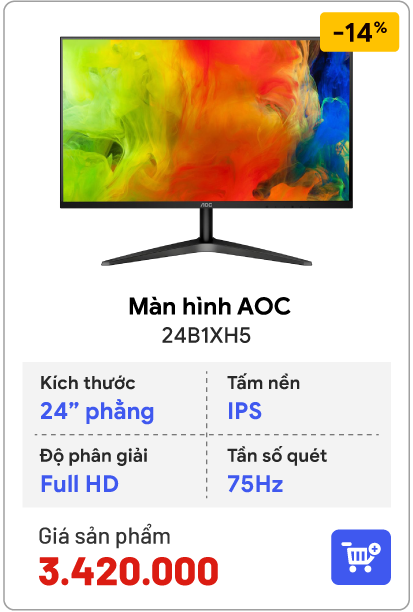 -14%
AOC
Màn hình AOC
24B1XH5
Kích thước
24” phẳng
Tấm nền
IPS
Độ phân giải
Full HD
Tần số quét
75Hz
Giá sản phẩm
3.420.000